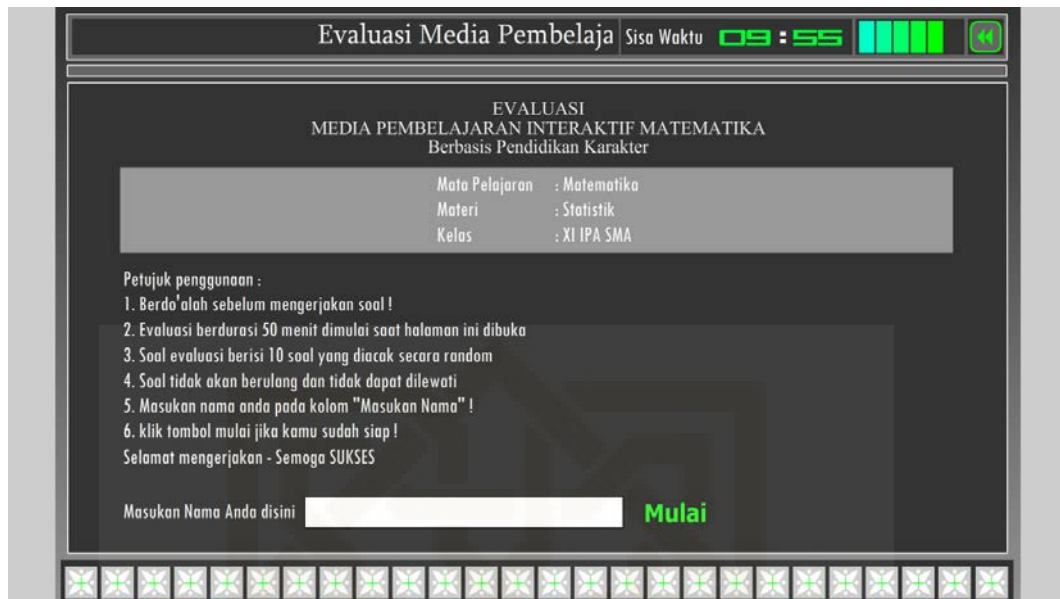 Evaluasi Media Pembelaja Sisa Waktu 09:55
EVALUASI
MEDIA PEMBELAJARAN INTERAKTIF MATEMATIKA
Berbasis Pendidikan Karakter
Mata Pelajaran : Matematika
Materi : Statistik
Kelas : XI IPA SMA
Petujuk penggunaan :
1. Berdo'alah sebelum mengerjakan soal !
2. Evaluasi berdurasi 50 menit dimulai saat halaman ini dibuka
3. Soal evaluasi berisi 10 soal yang diacak secara random
4. Soal tidak akan berulang dan tidak dapat dilewati
5. Masukan nama anda pada kolom "Masukan Nama" !
6. klik tombol mulai jika kamu sudah siap !
Selamat mengerjakan - Semoga SUKSES
Masukan Nama Anda disini Mulai